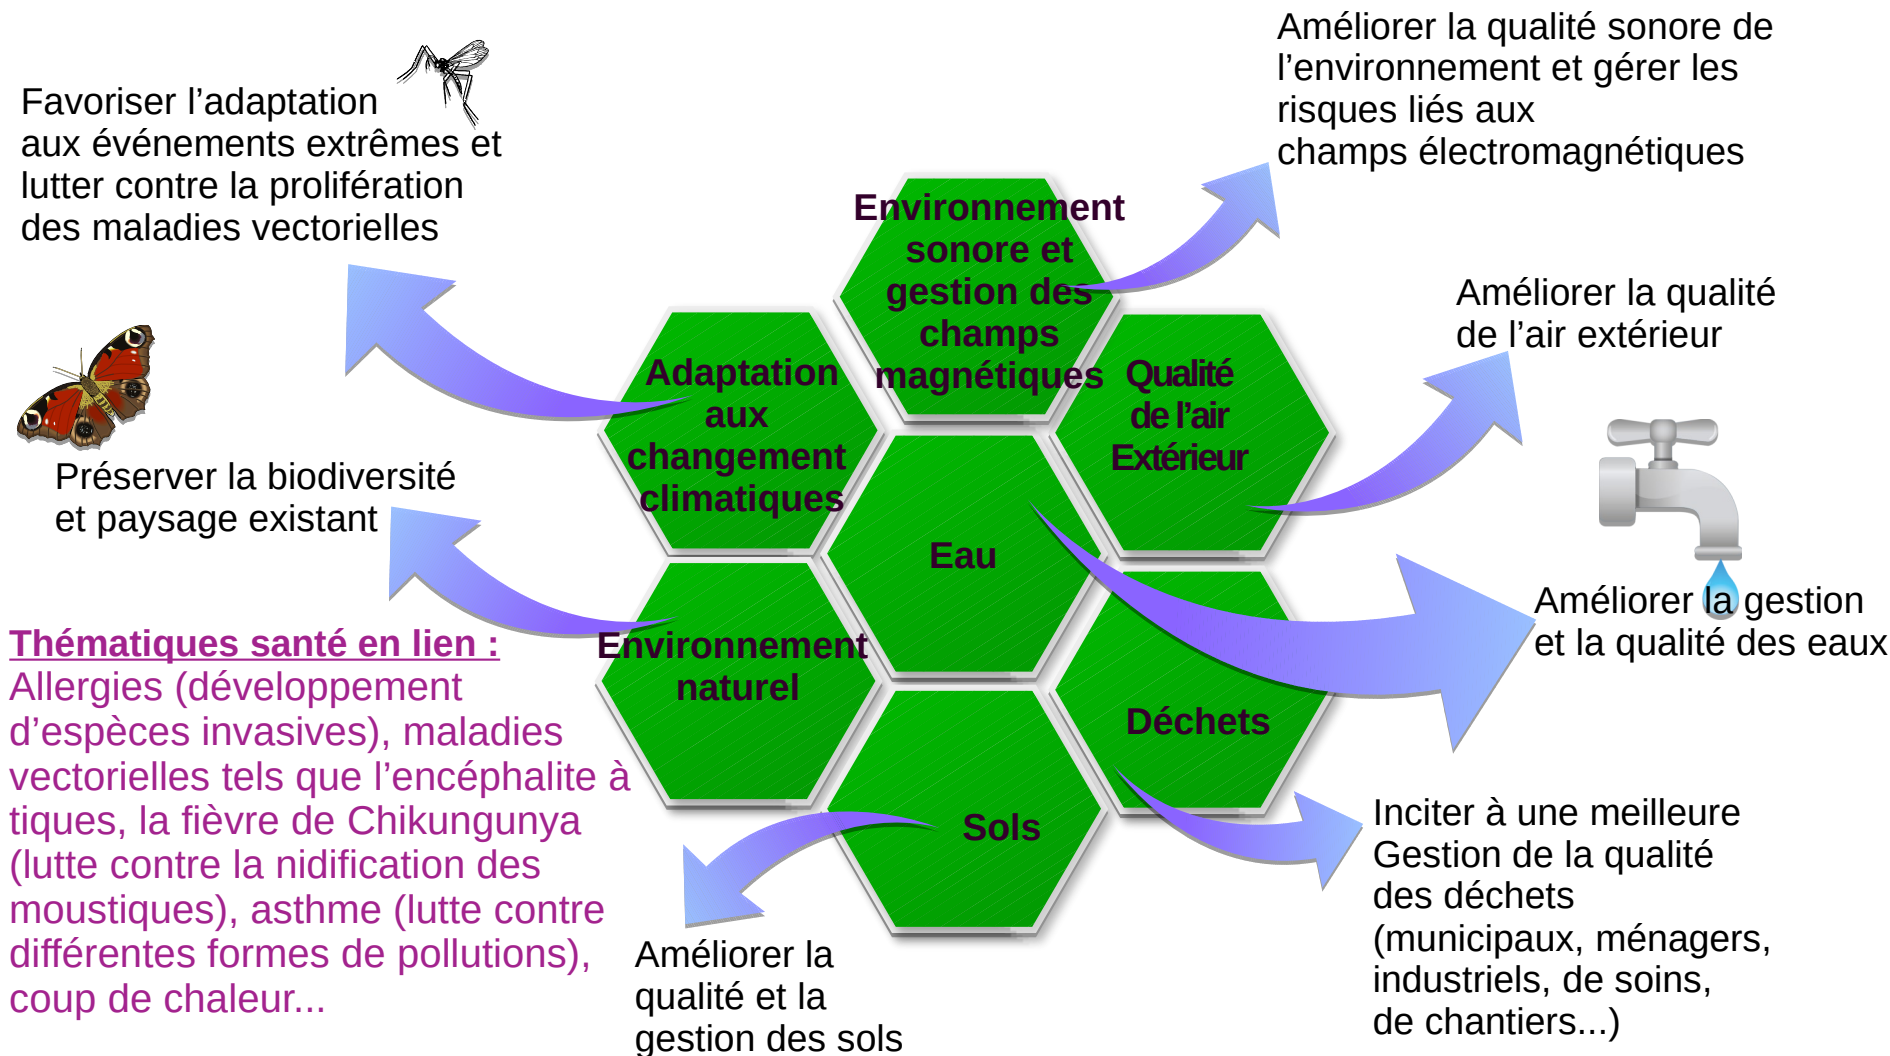 Améliorer la qualité sonore de
l’environnement et gérer les
risques liés aux
champs électromagnétiques
Favoriser l’adaptation
aux événements extrêmes et
lutter contre la prolifération
des maladies vectorielles
Environnement
sonore et
gestion des
champs
magnétiques
Améliorer la qualité
de l’air extérieur
Adaptation
aux
changement
climatiques
Qualité
de l’air
Extérieur
Préserver la biodiversité
et paysage existant
Eau
Améliorer la gestion
et la qualité des eaux
Environnement
naturel
Thématiques santé en lien :
Allergies (développement
d’espèces invasives), maladies
vectorielles tels que l’encéphalite à
tiques, la fièvre de Chikungunya
(lutte contre la nidification des
moustiques), asthme (lutte contre
différentes formes de pollutions),
coup de chaleur...
Déchets
Sols
Inciter à une meilleure
Gestion de la qualité
des déchets
(municipaux, ménagers,
industriels, de soins,
de chantiers...)
Améliorer la
qualité et la
gestion des sols